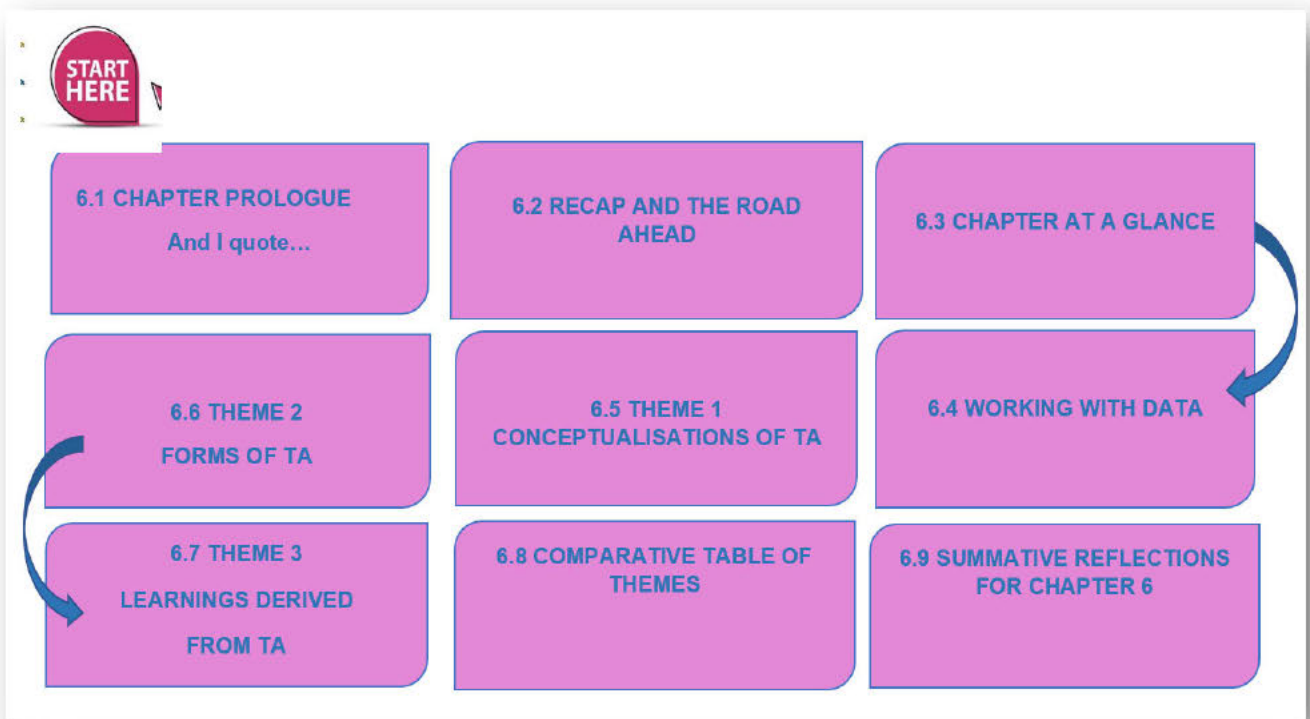 START
HERE
6.1 CHAPTER PROLOGUE
And I quote…
6.2 RECAP AND THE ROAD
AHEAD
6.3 CHAPTER AT A GLANCE
6.4 WORKING WITH DATA
6.5 THEME 1
CONCEPTUALISATIONS OF TA
6.6 THEME 2
FORMS OF TA
6.7 THEME 3
LEARNINGS DERIVED
FROM TA
6.8 COMPARATIVE TABLE OF
THEMES
6.9 SUMMATIVE REFLECTIONS
FOR CHAPTER 6